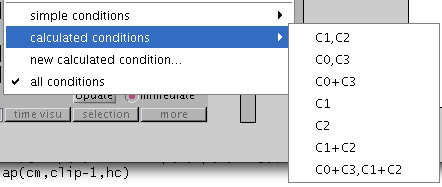 simple conditions
calculated conditions
new calculated condition...
all conditions
C1,C2
C0,C3
C0+C3
C1
C2
C1+C2
C0+C3,C1+C2
Update
immediate
time visu
selection
more
ap(cm,clip-1,hc)